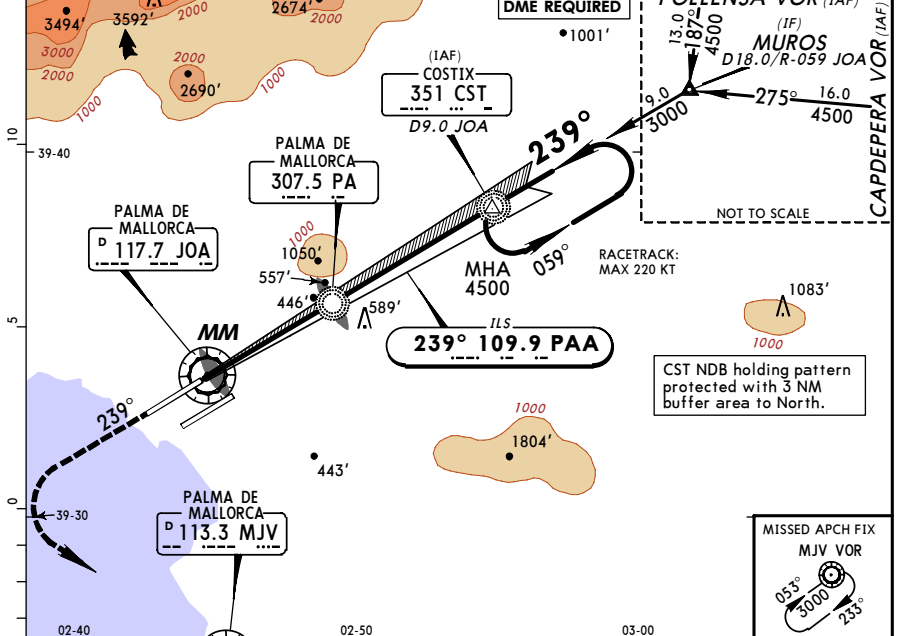 3494'
3592'
2000
2674'
3000
2000
2000
2690'
1000
1000
DME REQUIRED
1001'
POLLENSA VOR (IAF)
13.0
187°
4500
(IF)
MUROS
D18.0/R-059 JOA
9.0
3000
275°
16.0
4500
CAPDEPERA VOR (IAF)
NOT TO SCALE
(IAF)
COSTIX
351 CST
D9.0 JOA
239°
10
39-40
PALMA DE
MALLORCA
307.5 PA
PALMA DE
MALLORCA
D 117.7 JOA
1000
1050'
557'
446'
589'
MHA
4500
059°
RACETRACK:
MAX 220 KT
MM
5
ILS
239° 109.9 PAA
1083'
1000
CST NDB holding pattern
protected with 3 NM
buffer area to North.
239°
1000
1804'
443'
0
39-30
PALMA DE
MALLORCA
D 113.3 MJV
MISSED APCH FIX
MJV VOR
053°
3000
233°
02-40
02-50
03-00